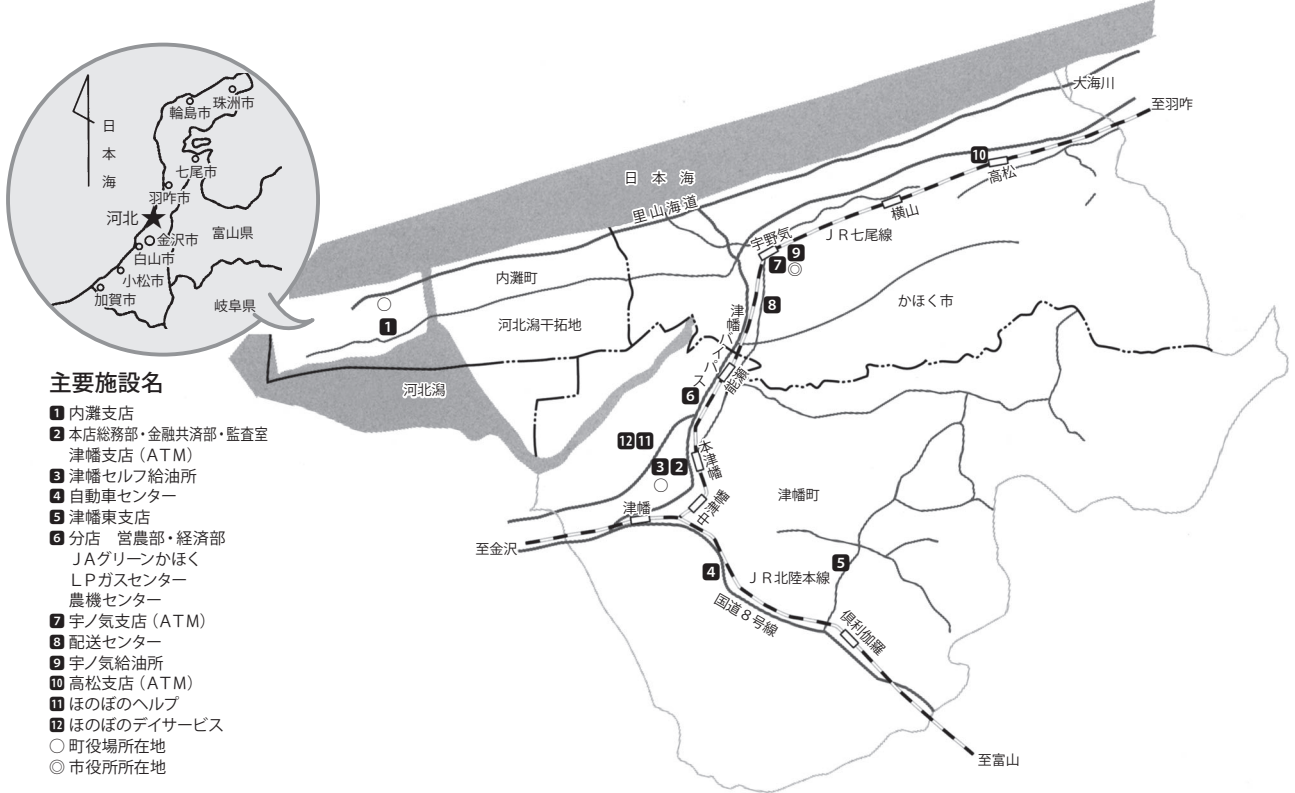 日本海
輪島市
珠洲市
七尾市
羽咋市
河北
金沢市
富山県
白山市
小松市
加賀市
岐阜県
大海川
至羽咋
10
高松
日本海
里山海道
横山
宇野気
JR七尾線
7
9
内灘町
1
河北潟干拓地
8
かほく市
津幡バイパス
河北潟
6
12 11
本津幡
3 2
中津幡
津幡町
津幡
至金沢
4
JR北陸本線
5
国道8号線
倶利伽羅
至富山
主要施設名
1 内灘支店
2 本店総務部・金融共済部・監査室
津幡支店（ATM）
3 津幡セルフ給油所
4 自動車センター
5 津幡東支店
6 分店　営農部・経済部
JAグリーンかほく
LPガスセンター
農機センター
7 宇ノ気支店（ATM）
8 配送センター
9 宇ノ気給油所
10 高松支店（ATM）
11 ほのぼのヘルプ
12 ほのぼのデイサービス
○ 町役場所在地
◎ 市役所所在地